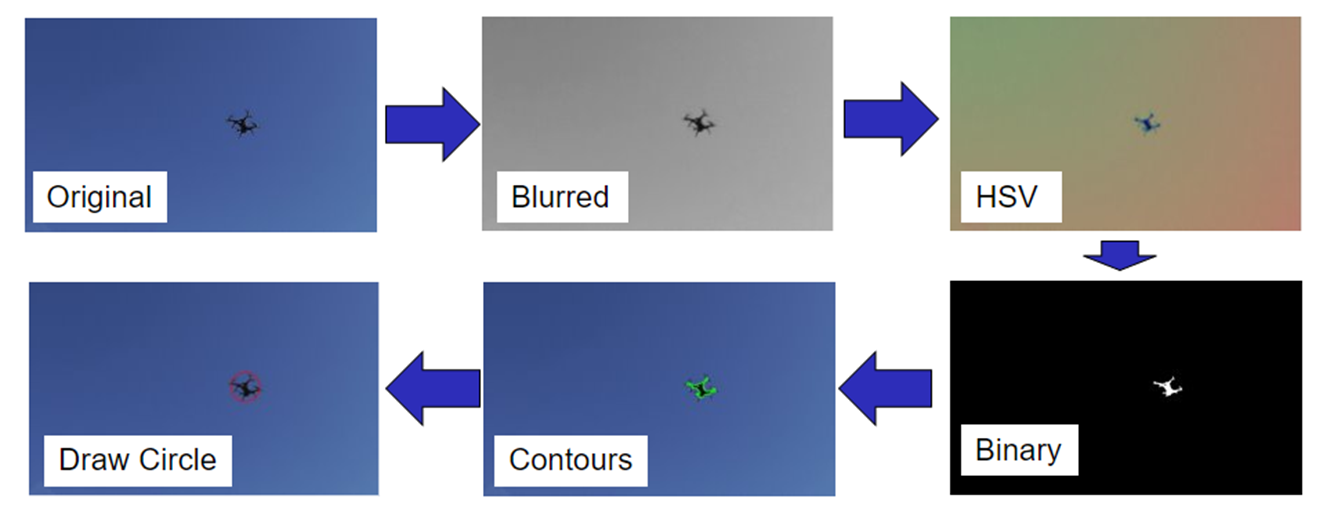 Original
Blurred
HSV
Binary
Contours
Draw Circle